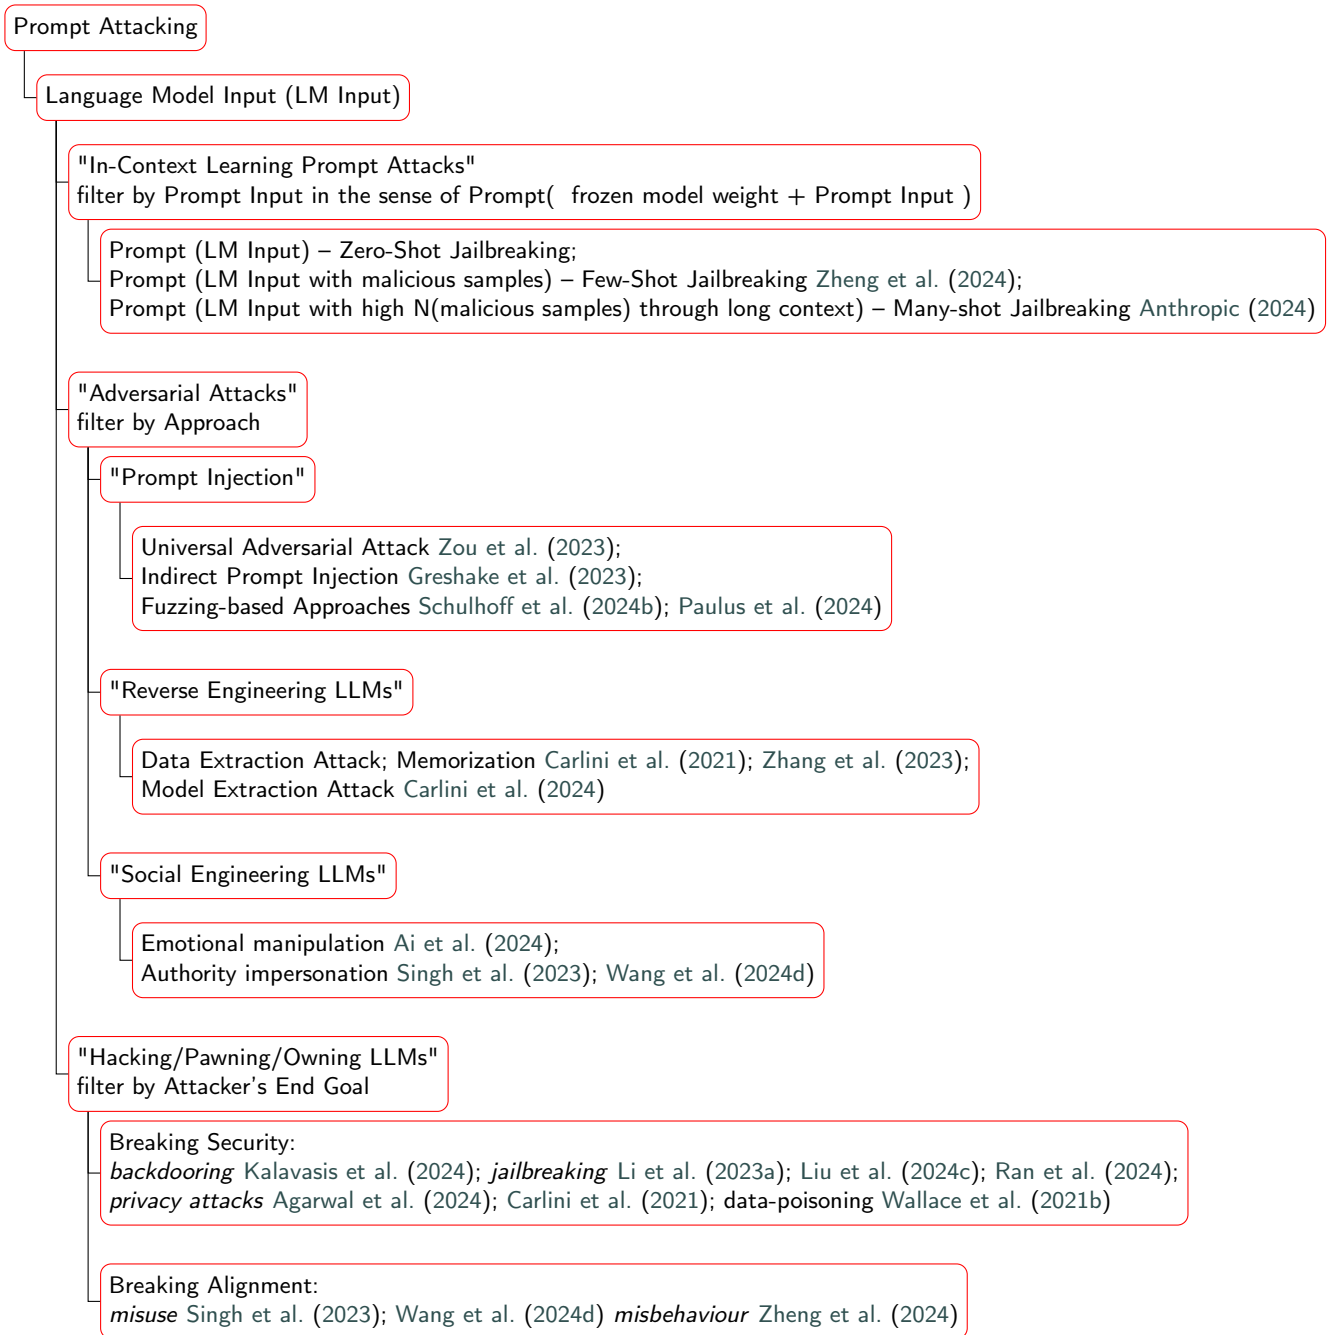 Prompt Attacking
Language Model Input (LM Input)
"In-Context Learning Prompt Attacks"
filter by Prompt Input in the sense of Prompt( frozen model weight + Prompt Input )
Prompt (LM Input) – Zero-Shot Jailbreaking;
Prompt (LM Input with malicious samples) – Few-Shot Jailbreaking Zheng et al. (2024);
Prompt (LM Input with high N(malicious samples) through long context) – Many-shot Jailbreaking Anthropic (2024)
"Adversarial Attacks"
filter by Approach
"Prompt Injection"
Universal Adversarial Attack Zou et al. (2023);
Indirect Prompt Injection Greshake et al. (2023);
Fuzzing-based Approaches Schulhoff et al. (2024b); Paulus et al. (2024)
"Reverse Engineering LLMs"
Data Extraction Attack; Memorization Carlini et al. (2021); Zhang et al. (2023);
Model Extraction Attack Carlini et al. (2024)
"Social Engineering LLMs"
Emotional manipulation Ai et al. (2024);
Authority impersonation Singh et al. (2023); Wang et al. (2024d)
"Hacking/Pawning/Owning LLMs"
filter by Attacker's End Goal
Breaking Security:
backdooring Kalavasis et al. (2024); jailbreaking Li et al. (2023a); Liu et al. (2024c); Ran et al. (2024);
privacy attacks Agarwal et al. (2024); Carlini et al. (2021); data-poisoning Wallace et al. (2021b)
Breaking Alignment:
misuse Singh et al. (2023); Wang et al. (2024d) misbehaviour Zheng et al. (2024)